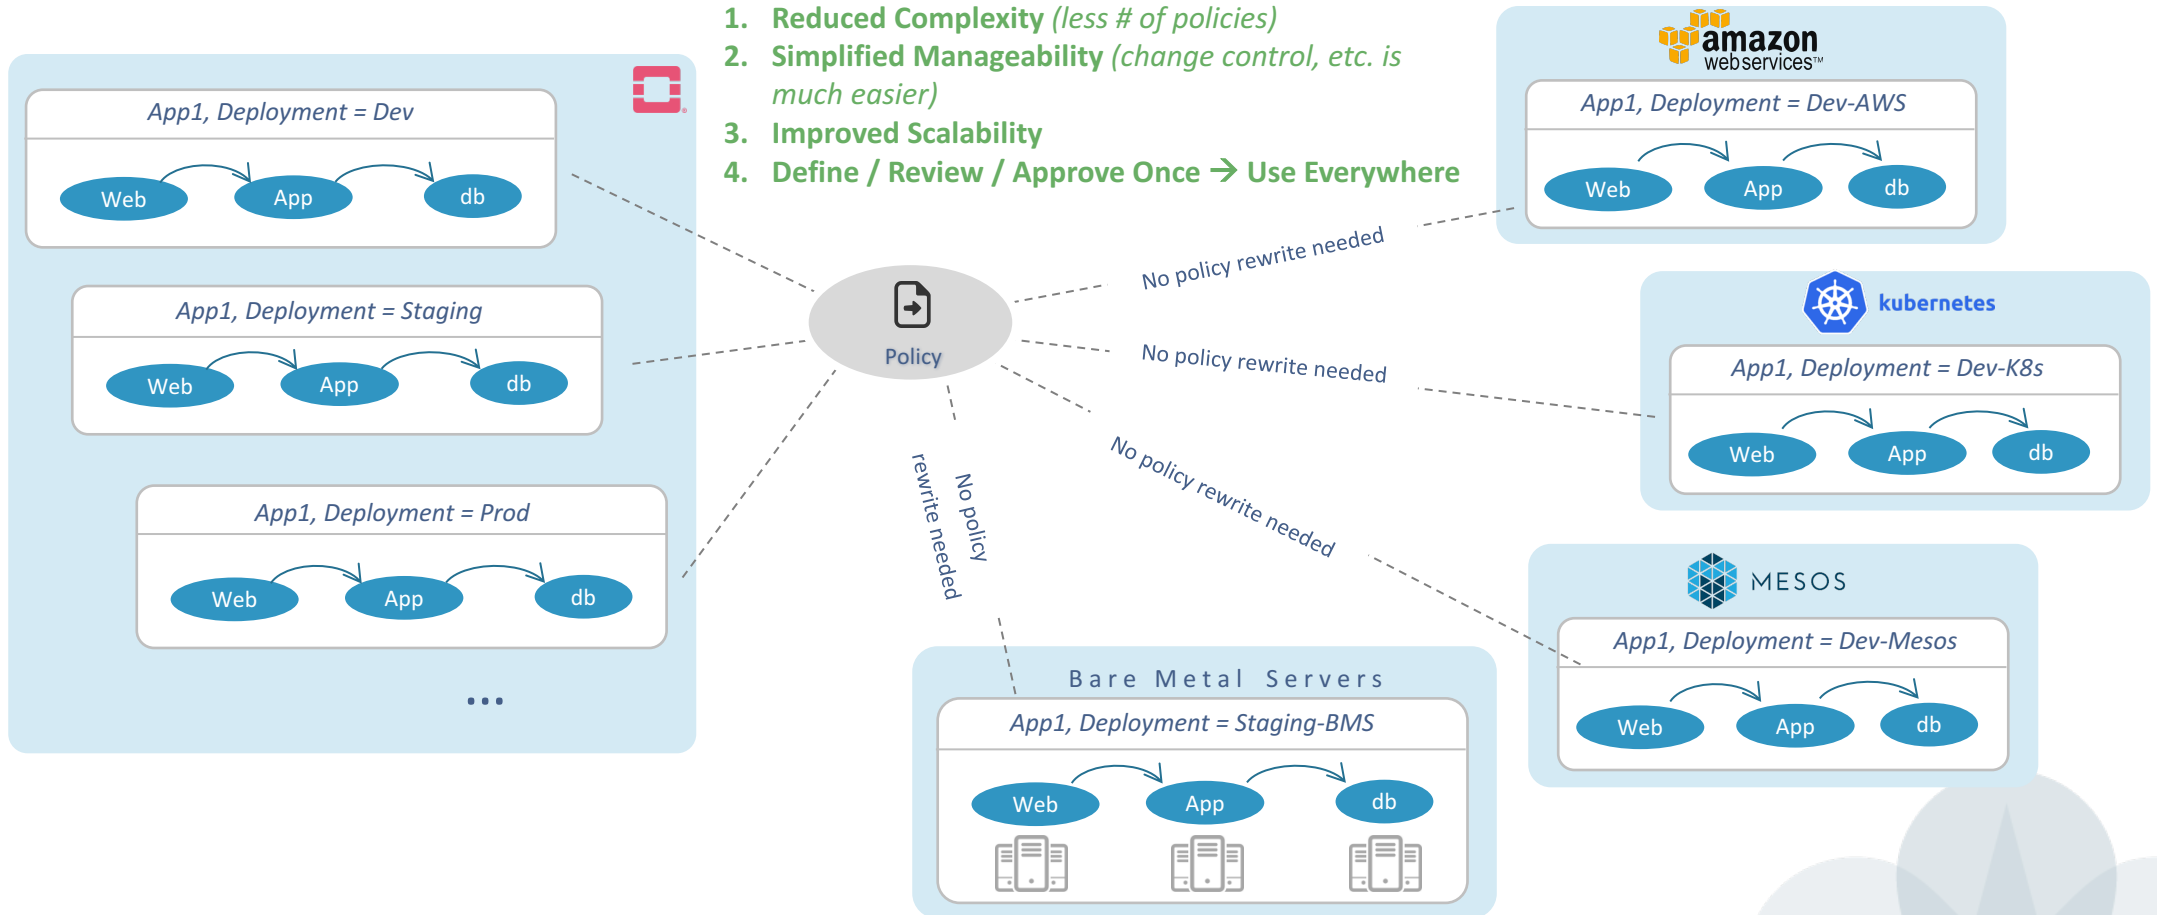 1. Reduced Complexity (less # of policies)
2. Simplified Manageability (change control, etc. is
much easier)
3. Improved Scalability
4. Define / Review / Approve Once → Use Everywhere
App1, Deployment = Dev
Web App db
App1, Deployment = Staging
Web App db
App1, Deployment = Prod
Web App db
...
Policy
No policy rewrite needed
No policy rewrite needed
No policy rewrite needed
No policy
rewrite needed
amazon
web services™
App1, Deployment = Dev-AWS
Web App db
kubernetes
App1, Deployment = Dev-K8s
Web App db
MESOS
App1, Deployment = Dev-Mesos
Web App db
Bare Metal Servers
App1, Deployment = Staging-BMS
Web App db